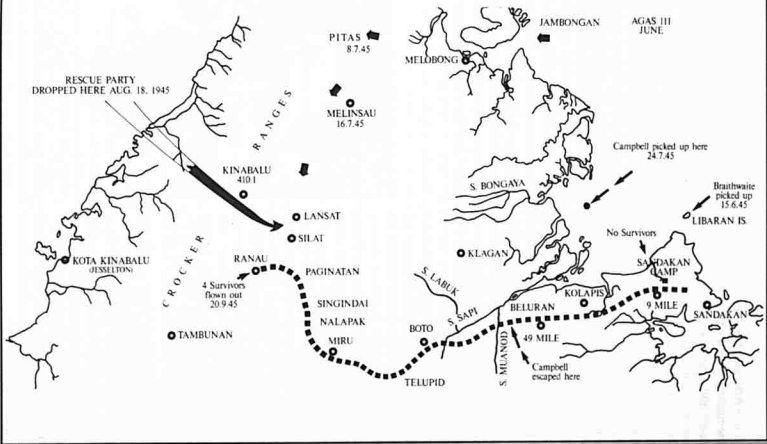 PITAS
8.7.45
JAMBONGAN
AGAS III
JUNE
MELOBONG
RESCUE PARTY
DROPPED HERE AUG. 18, 1945
MELINSAU
16.7.45
CROCKER
RANGES
KINABALU
4101
Campbell picked up here
24.7.45
S. BONGAYA
Braithwaite
picked up
15.6.45
LIBARAN IS.
LANSAT
SILAT
No Survivors
KOTA KINABALU
(JESSELTON)
RANAU
4 Survivors
flown out
20.9.45
PAGINATAN
KLAGAN
SANDAKAN
CAMP
S. LABUK
KOLAPIS
9 MILE
SANDAKAN
SINGINDAI
NALAPAK
S. SAPI
BELURAN
TAMBUNAN
MIRU
BOTO
49 MILE
TELUPID
S. MUANOD
Campbell
escaped here